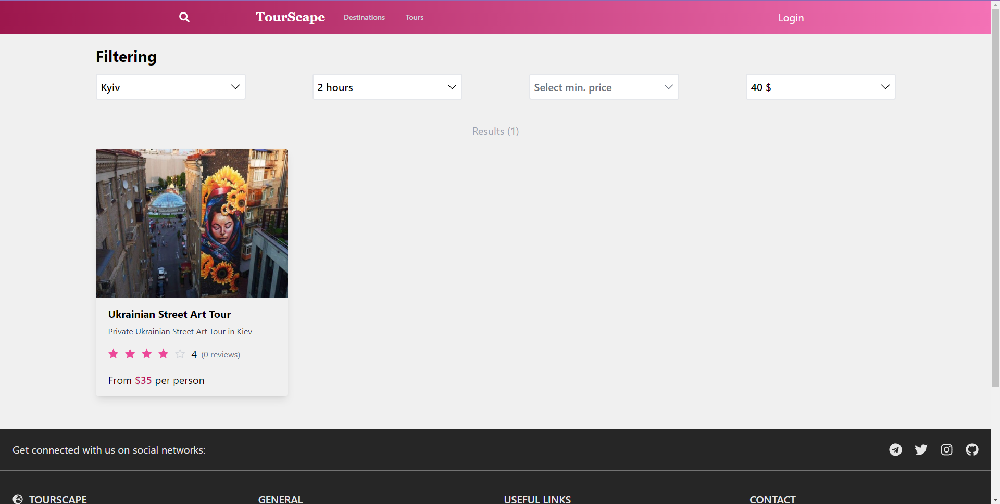 TourScape
Destinations
Tours
Login
Filtering
Kyiv
2 hours
Select min. price
40 $
Results (1)
Ukrainian Street Art Tour
Private Ukrainian Street Art Tour in Kiev
4 (0 reviews)
From $35 per person
Get connected with us on social networks:
TOURSCAPE
GENERAL
USEFUL LINKS
CONTACT